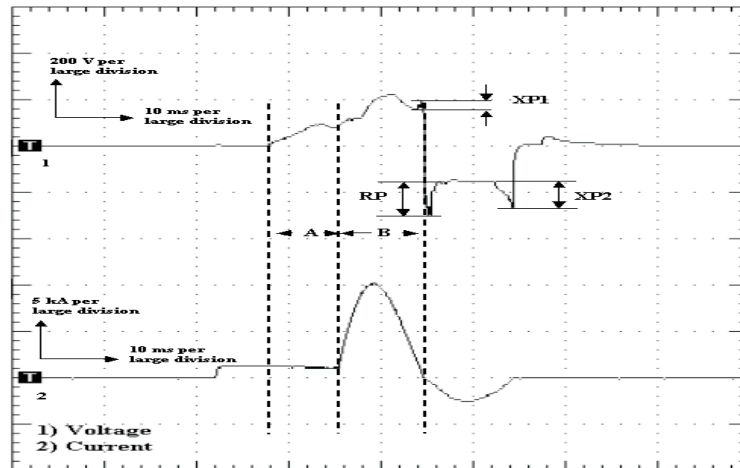 200 V per
large division
10 ms per
large division
XP1
T
1
RP
XP2
A
B
5 kA per
large division
10 ms per
large division
T
2
1) Voltage
2) Current